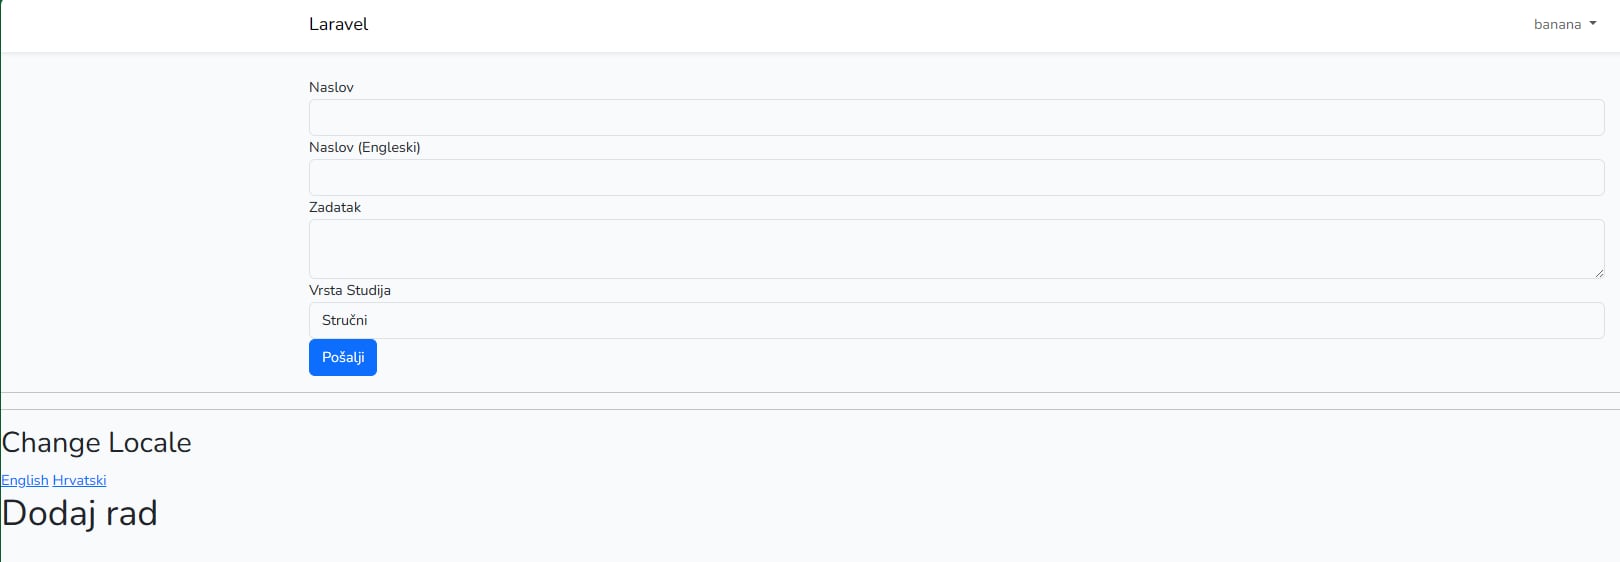 Laravel
banana
Naslov
Naslov (Engleski)
Zadatak
Vrsta Studija
Stručni
Pošalji
Change Locale
English Hrvatski
Dodaj rad